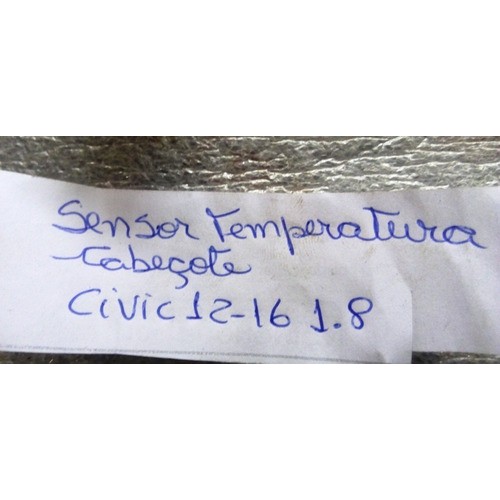 Sensor Temperatura
Cabeçote
Civic 12-16 1.8